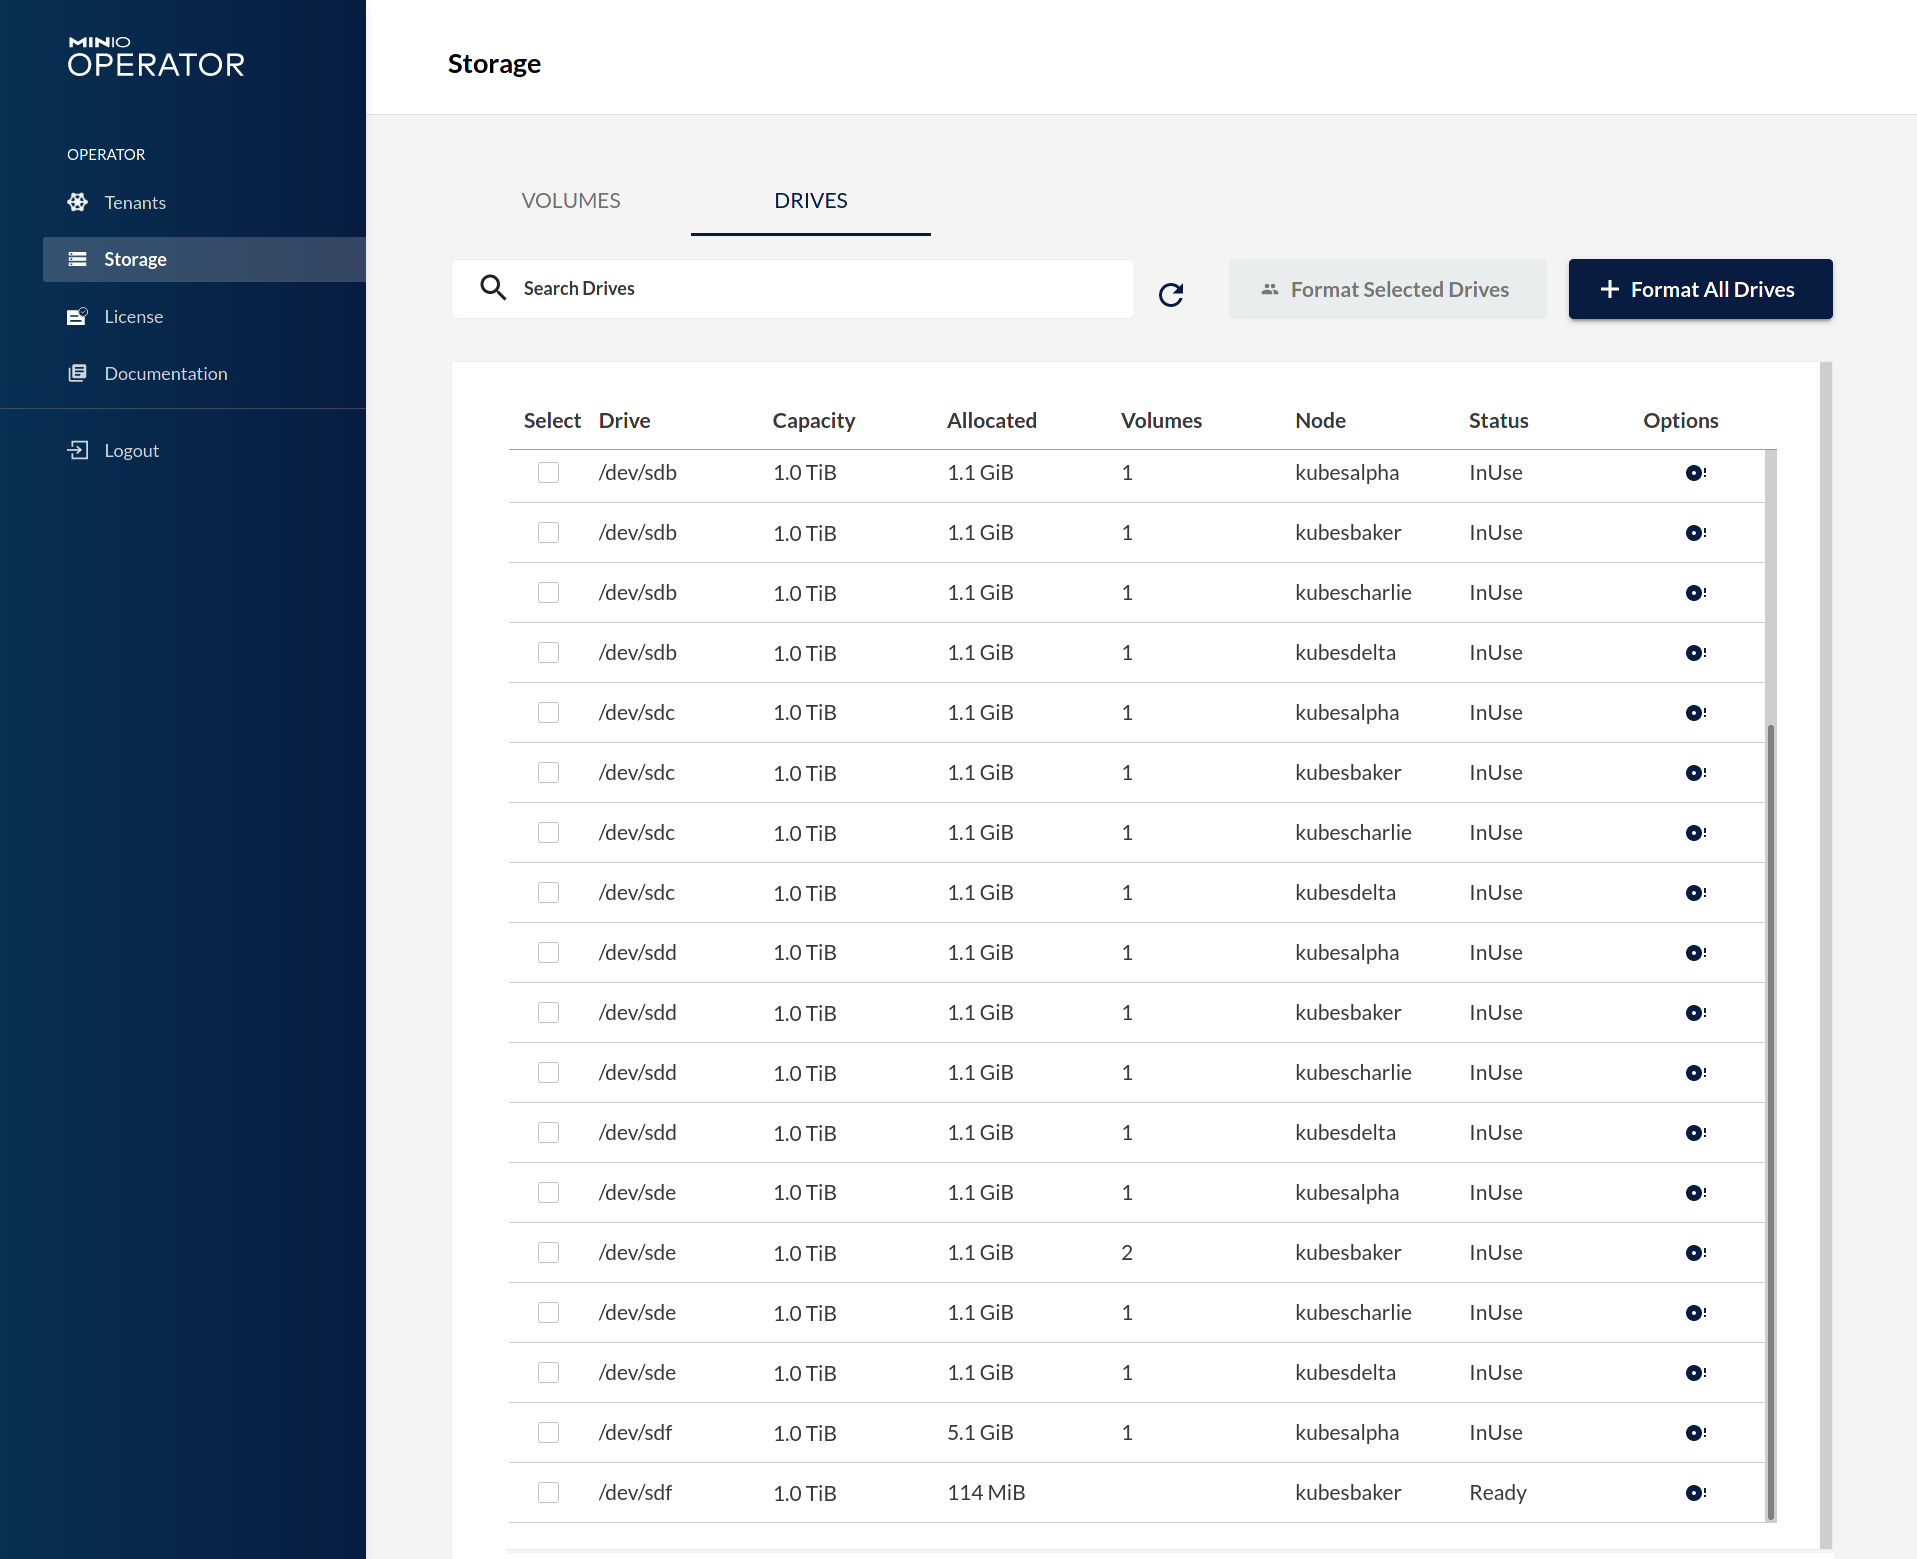 MINIO
OPERATOR
OPERATOR
Tenants
Storage
License
Documentation
Logout
Storage
VOLUMES DRIVES
Search Drives Format Selected Drives Format All Drives
Select Drive Capacity Allocated Volumes Node Status Options
/dev/sdb 1.0 TiB 1.1 GiB 1 kubesalpha InUse
/dev/sdb 1.0 TiB 1.1 GiB 1 kubesbaker InUse
/dev/sdb 1.0 TiB 1.1 GiB 1 kubescharlie InUse
/dev/sdb 1.0 TiB 1.1 GiB 1 kubesdelta InUse
/dev/sdc 1.0 TiB 1.1 GiB 1 kubesalpha InUse
/dev/sdc 1.0 TiB 1.1 GiB 1 kubesbaker InUse
/dev/sdc 1.0 TiB 1.1 GiB 1 kubescharlie InUse
/dev/sdc 1.0 TiB 1.1 GiB 1 kubesdelta InUse
/dev/sdd 1.0 TiB 1.1 GiB 1 kubesalpha InUse
/dev/sdd 1.0 TiB 1.1 GiB 1 kubesbaker InUse
/dev/sdd 1.0 TiB 1.1 GiB 1 kubescharlie InUse
/dev/sdd 1.0 TiB 1.1 GiB 1 kubesdelta InUse
/dev/sde 1.0 TiB 1.1 GiB 1 kubesalpha InUse
/dev/sde 1.0 TiB 1.1 GiB 2 kubesbaker InUse
/dev/sde 1.0 TiB 1.1 GiB 1 kubescharlie InUse
/dev/sde 1.0 TiB 1.1 GiB 1 kubesdelta InUse
/dev/sdf 1.0 TiB 5.1 GiB 1 kubesalpha InUse
/dev/sdf 1.0 TiB 114 MiB kubesbaker Ready